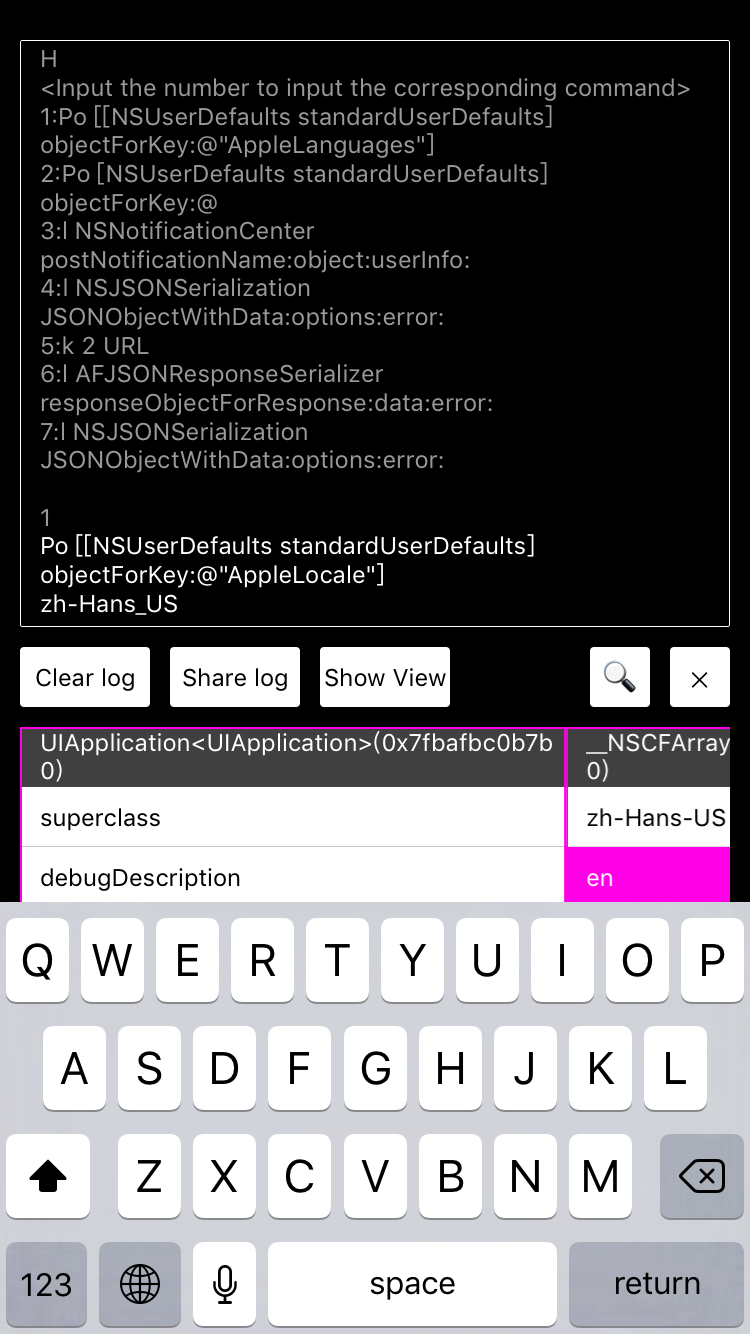 H
<Input the number to input the corresponding command>
1:Po [[NSUserDefaults standardUserDefaults]
objectForKey:@"AppleLanguages"]
2:Po [NSUserDefaults standardUserDefaults]
objectForKey:@
3:l NSNotificationCenter
postNotificationName:object:userInfo:
4:l NSJSONSerialization
JSONObjectWithData:options:error:
5:k 2 URL
6:l AFJSONResponseSerializer
responseObjectForResponse:data:error:
7:l NSJSONSerialization
JSONObjectWithData:options:error:
1
Po [[NSUserDefaults standardUserDefaults]
objectForKey:@"AppleLocale"]
zh-Hans_US
Clear log Share log Show View ×
UIApplication<UIApplication>(0x7fbafbc0b7b
0)
superclass
debugDescription
__NSCFArray
0)
zh-Hans-US
en
Q W E R T Y U I O P
A S D F G H J K L
Z X C V B N M
123 space return